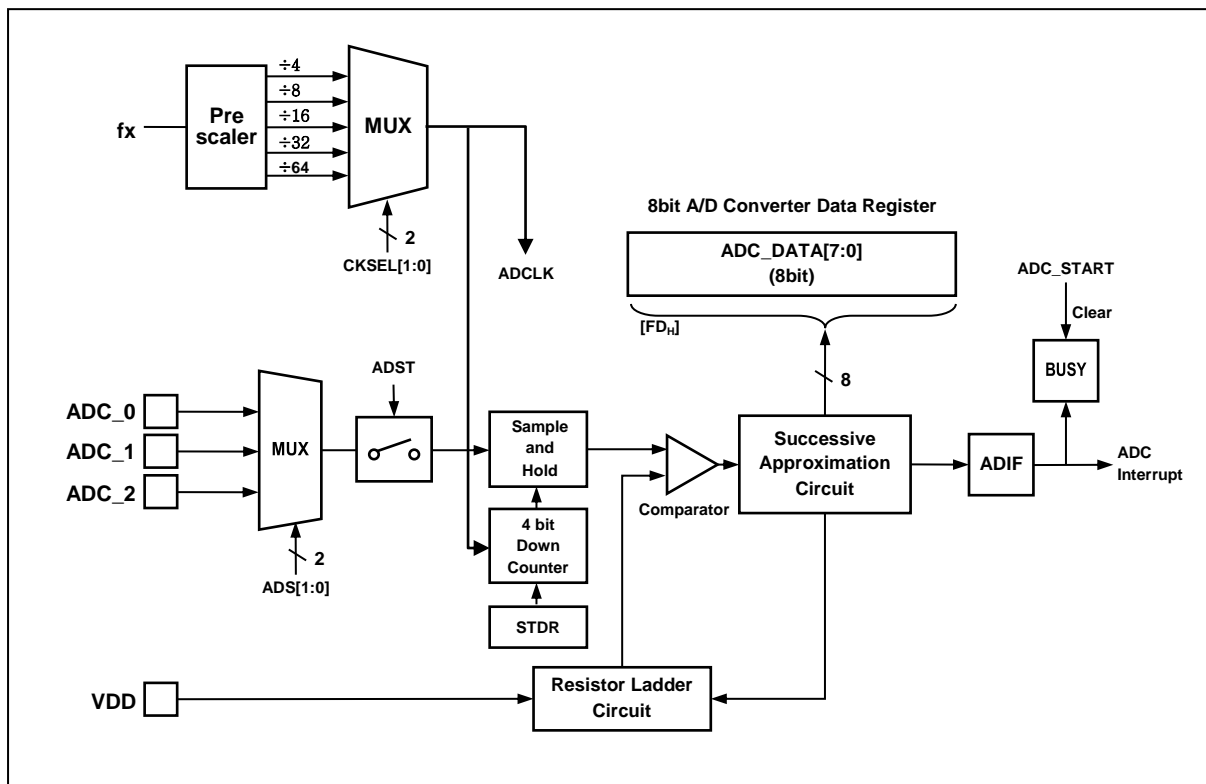 fx
Pre
scaler
÷4
÷8
÷16
÷32
÷64
MUX
2
CKSEL[1:0]
ADCLK
8bit A/D Converter Data Register
ADC_DATA[7:0]
(8bit)
[FDH]
8
ADC_START
Clear
BUSY
ADC_0
ADC_1
ADC_2
MUX
2
ADS[1:0]
ADST
Sample
and
Hold
4 bit
Down
Counter
STDR
Comparator
Successive
Approximation
Circuit
ADIF
ADC
Interrupt
VDD
Resistor Ladder
Circuit